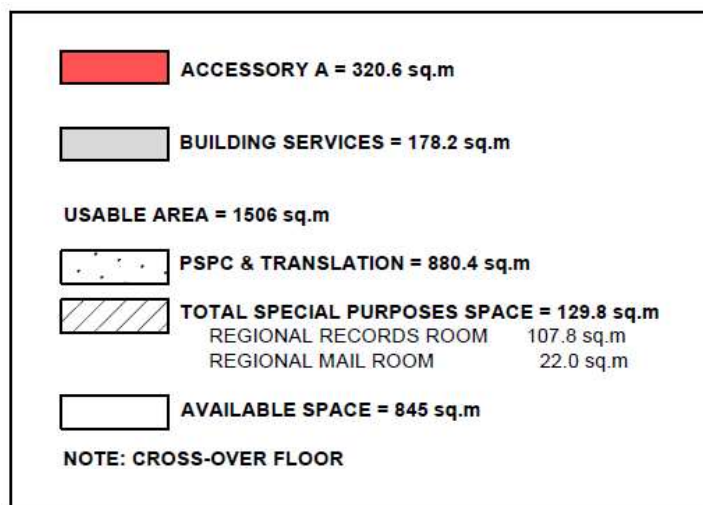 ACCESSORY A = 320.6 sq.m
BUILDING SERVICES = 178.2 sq.m
USABLE AREA = 1506 sq.m
PSPC & TRANSLATION = 880.4 sq.m
TOTAL SPECIAL PURPOSES SPACE = 129.8 sq.m
REGIONAL RECORDS ROOM 107.8 sq.m
REGIONAL MAIL ROOM 22.0 sq.m
AVAILABLE SPACE = 845 sq.m
NOTE: CROSS-OVER FLOOR